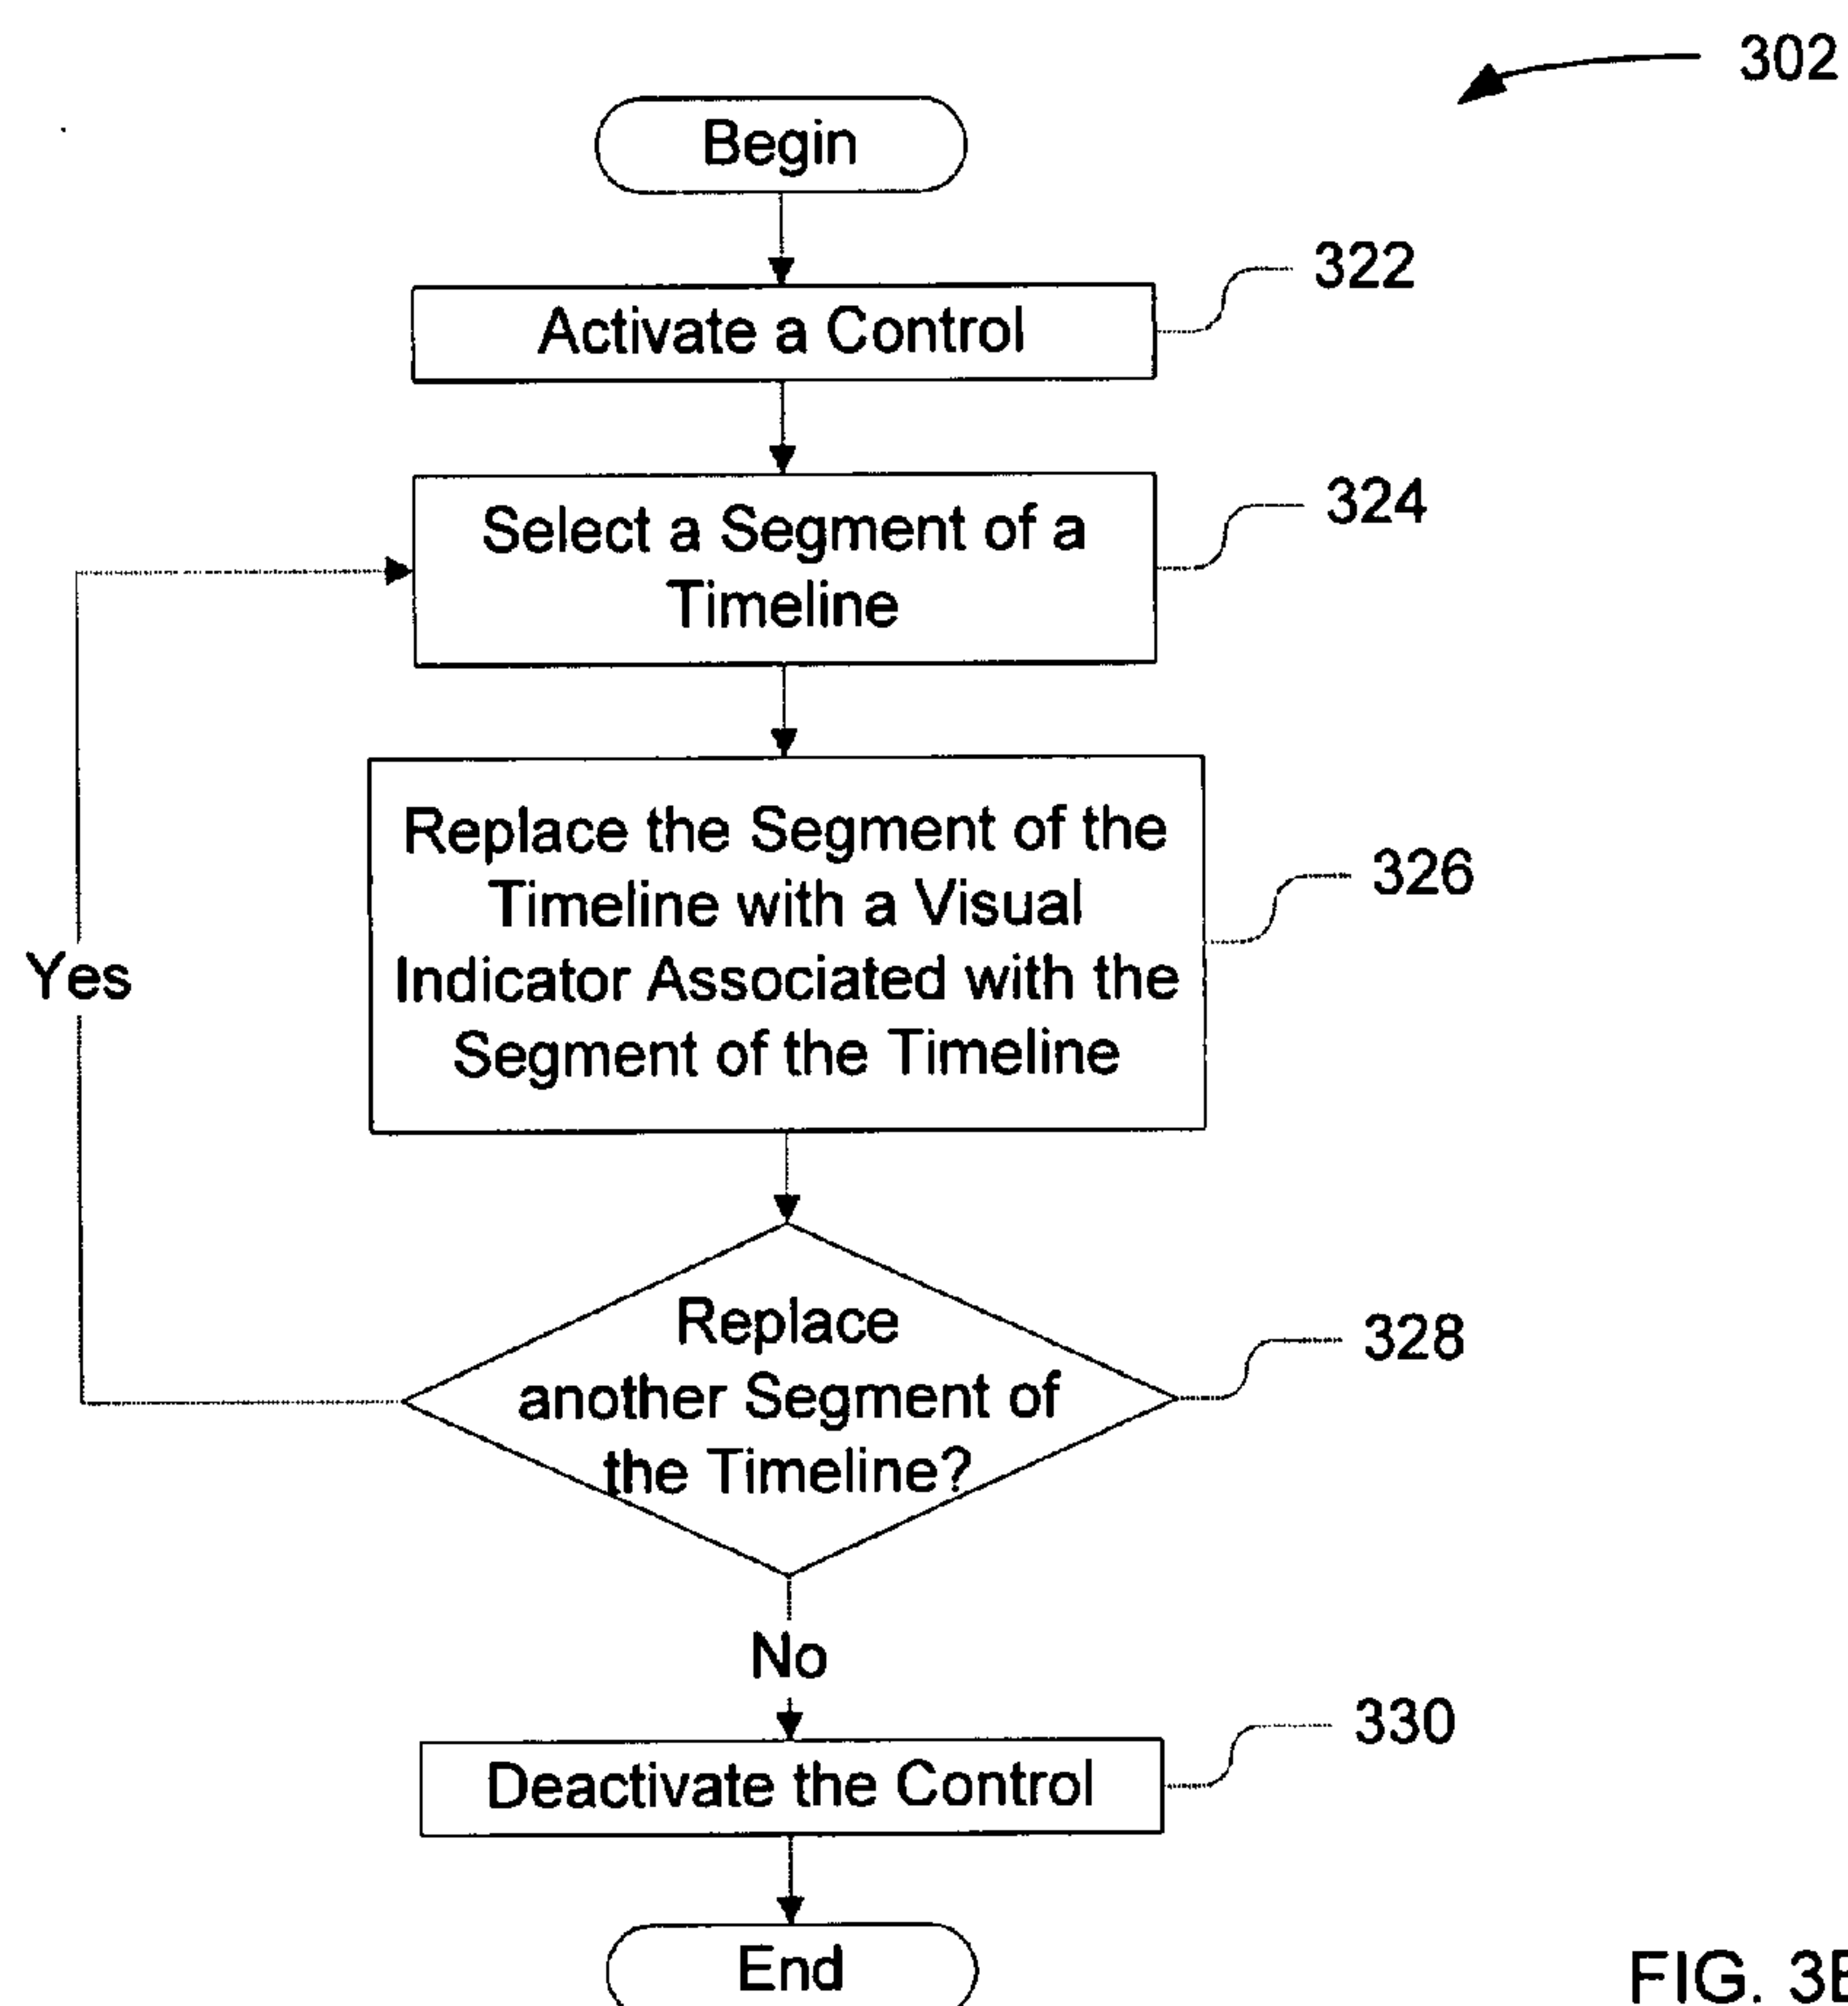 302
Begin
322
Activate a Control
324
Select a Segment of a
Timeline
326
Replace the Segment of the
Timeline with a Visual
Indicator Associated with the
Segment of the Timeline
Yes
328
Replace
another Segment of
the Timeline?
No
330
Deactivate the Control
End
FIG.